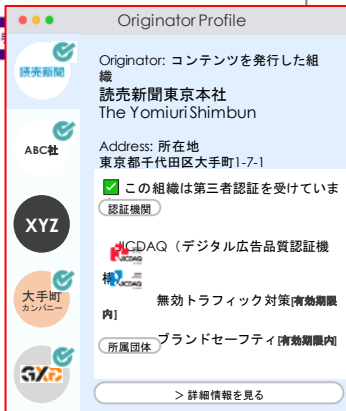 Originator Profile
読売新聞
ABC社
XYZ
大手町
カンパニー
GXP
Originator: コンテンツを発行した組
織
読売新聞東京本社
The Yomiuri Shimbun
Address: 所在地
東京都千代田区大手町1-7-1
この組織は第三者認証を受けていま
認証機関
JICDAQ（デジタル広告品質認証機
構
JICDAQ
JICDAQ
無効トラフィック対策[有効期限
内]
ブランドセーフティ[有効期限内]
所属団体
＞詳細情報を見る